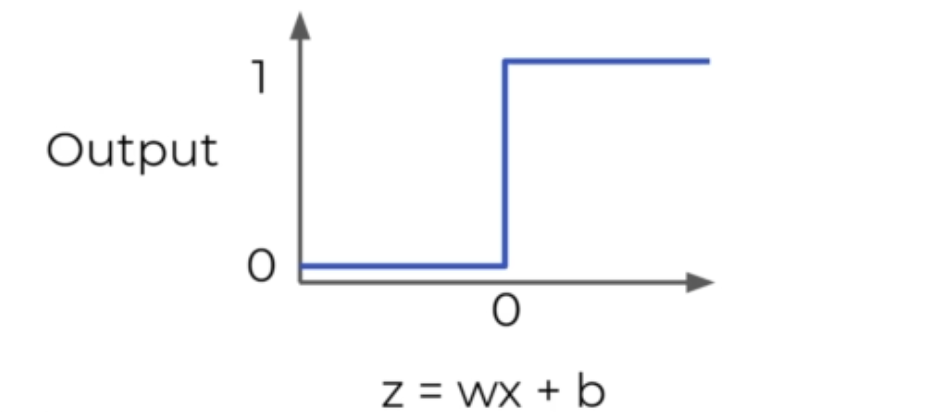 1
Output
0
0
z = wx + b